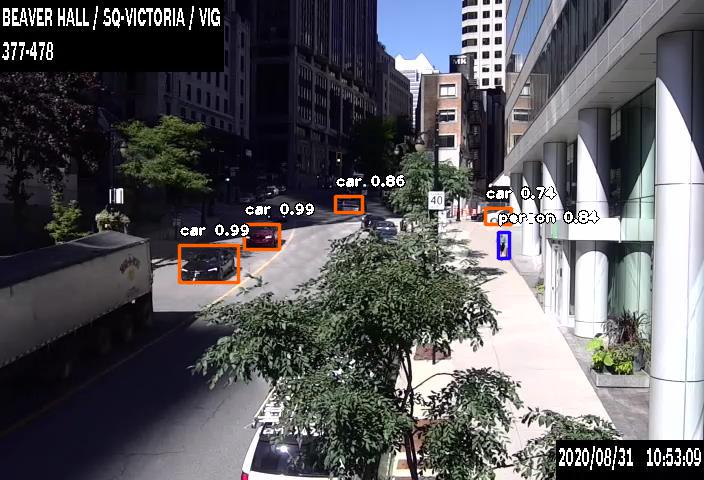 BEAVER HALL / SQ-VICTORIA / VIG
377-478
MK
car 0.86
car 0.74
car 0.99
person 0.84
car 0.99
40
2020/08/31 10:53:09